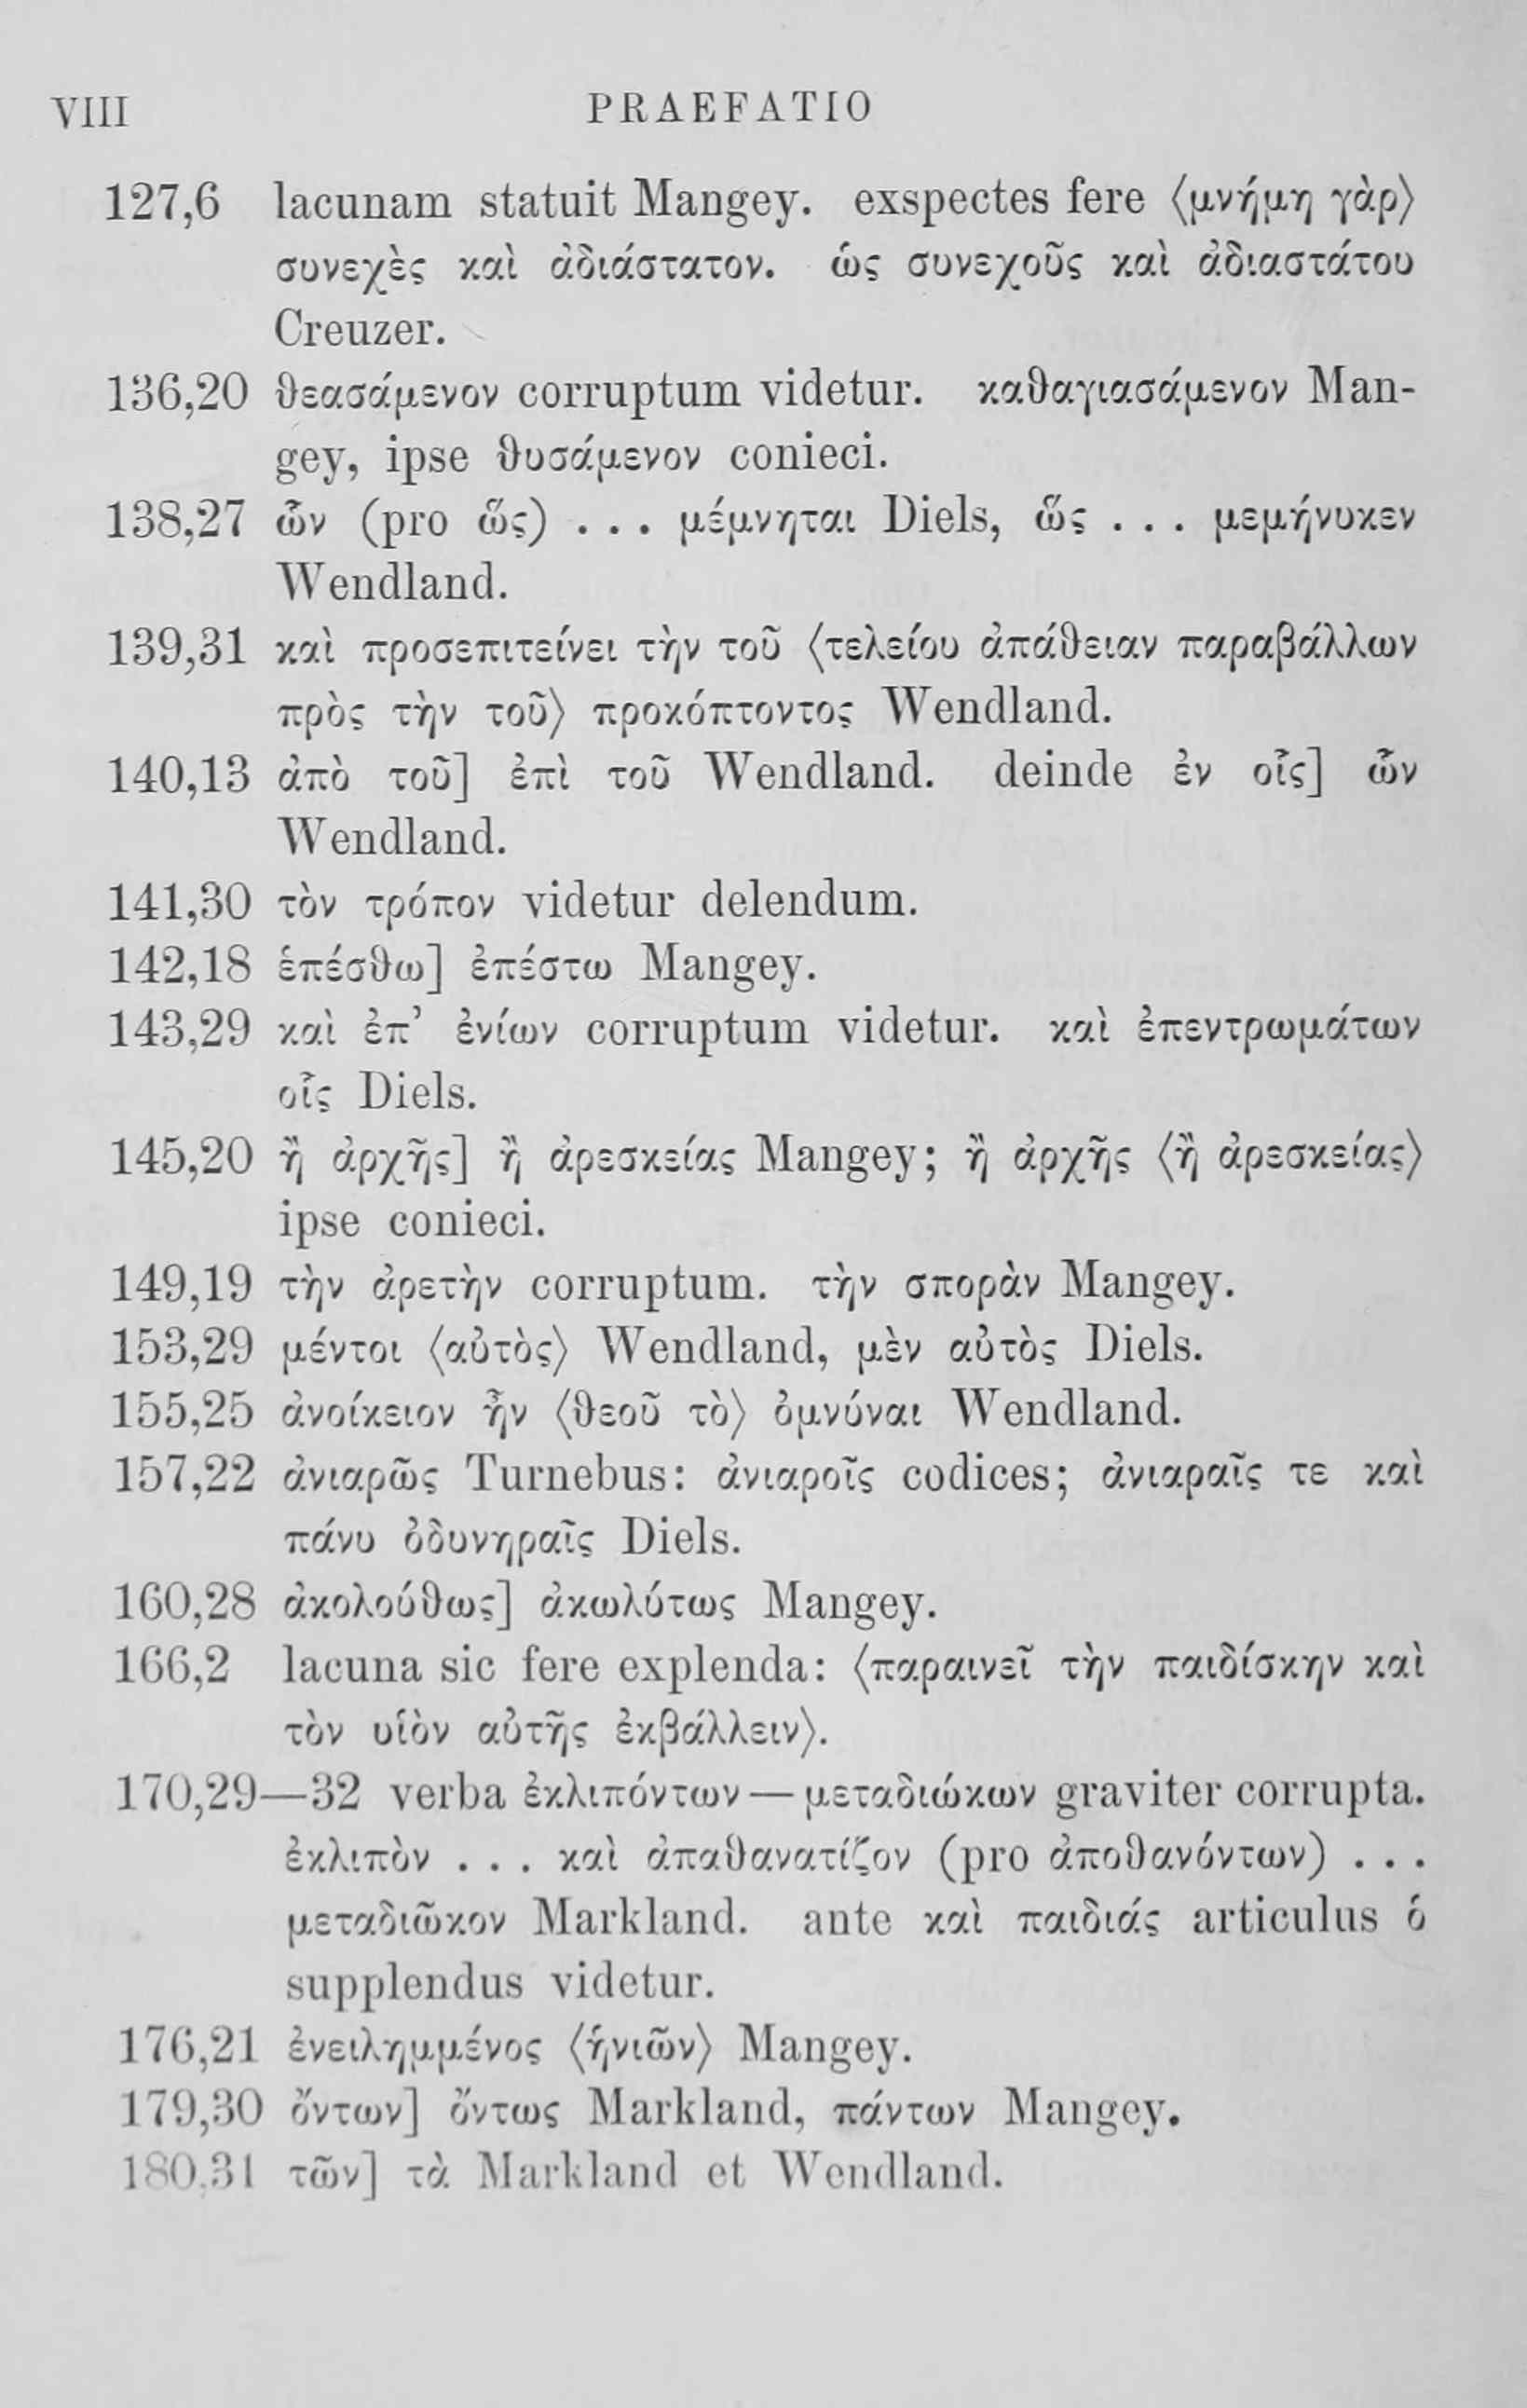 VIII PRAEFATIO
127,6 lacunam statuit Mangey. exspectes fere ⟨μνήμη γὰρ⟩
συνεχὲς καὶ ἀδιάστατον. ὡς συνεχοῦς καὶ ἀδιαστάτου
Creuzer.
136,20 θεασάμενον corruptum videtur. καθαγιασάμενον Man-
gey, ipse θυσάμενον conieci.
138,27 ὧν (pro ὥς) . . . μέμνηται Diels, ὥς . . . μεμήνυκεν
Wendland.
139,31 καὶ προσεπιτείνει τὴν τοῦ ⟨τελείου ἀπάθειαν παραβάλλων
πρὸς τὴν τοῦ⟩ προκόπτοντος Wendland.
140,13 ἀπὸ τοῦ] ἐπὶ τοῦ Wendland. deinde ἐν οἷς] ὧν
Wendland.
141,30 τὸν τρόπον videtur delendum.
142,18 ἑπέσθω] ἐπέστω Mangey.
143,29 καὶ ἐπ’ ἐνίων corruptum videtur. καὶ ἐπεντρωμάτων
οἷς Diels.
145,20 ἢ ἀρχῆς] ἢ ἀρεσκείας Mangey; ἢ ἀρχῆς ⟨ἢ ἀρεσκείας⟩
ipse conieci.
149,19 τὴν ἀρετὴν corruptum. τὴν σπορὰν Mangey.
153,29 μέντοι ⟨αὐτὸς⟩ Wendland, μὲν αὐτὸς Diels.
155,25 ἀνοίκειον ἦν ⟨θεοῦ τὸ⟩ ὀμνύναι Wendland.
157,22 ἀνιαρῶς Turnebus: ἀνιαροῖς codices; ἀνιαραῖς τε καὶ
πάνυ ὀδυνηραῖς Diels.
160,28 ἀκολούθως] ἀκωλύτως Mangey.
166,2 lacuna sic fere explenda: ⟨παραινεῖ τὴν παιδίσκην καὶ
τὸν υἱὸν αὐτῆς ἐκβάλλειν⟩.
170,29—32 verba ἐκλιπόντων — μεταδιώκων graviter corrupta.
ἐκλιπὸν . . . καὶ ἀπαθανατίζον (pro ἀποθανόντων) . . .
μεταδιῶκον Markland. ante καὶ παιδιάς articulus ὁ
supplendus videtur.
176,21 ἐνειλημμένος ⟨ἡνιῶν⟩ Mangey.
179,30 ὄντων] ὄντως Markland, πάντων Mangey.
180,31 τῶν] τὰ Markland et Wendland.